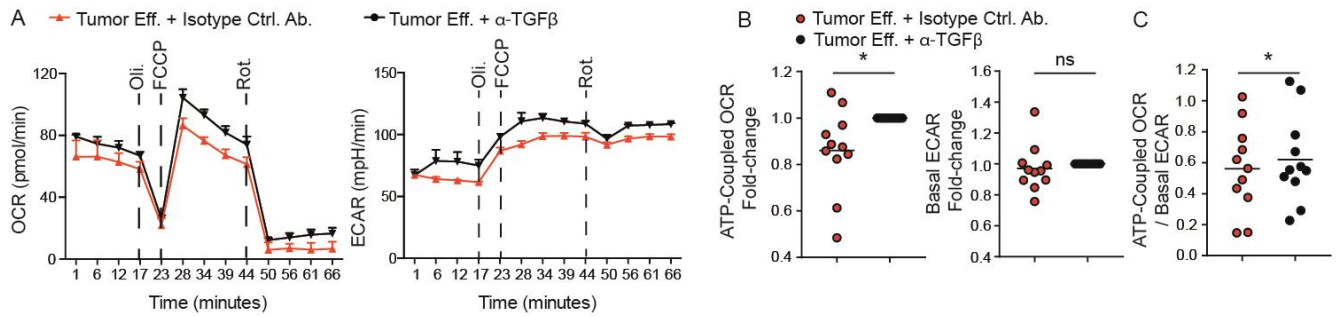 A
Tumor Eff. + Isotype Ctrl. Ab.
Tumor Eff. + α-TGFβ
Oli.
FCCP
Rot.
OCR (pmol/min)
120
80
40
0
1 6 12 17 23 28 34 39 44 50 56 61 66
Time (minutes)
Oli.
FCCP
Rot.
ECAR (mpH/min)
150
100
50
0
1 6 12 17 23 28 34 39 44 50 56 61 66
Time (minutes)
B
Tumor Eff. + Isotype Ctrl. Ab.
Tumor Eff. + α-TGFβ
*
ATP-Coupled OCR
Fold-change
1.2
1.0
0.8
0.6
0.4
ns
Basal ECAR
Fold-change
1.6
1.4
1.2
1.0
0.8
0.6
0.4
C
*
ATP-Coupled OCR
/ Basal ECAR
1.2
1.0
0.8
0.6
0.4
0.2
0.0